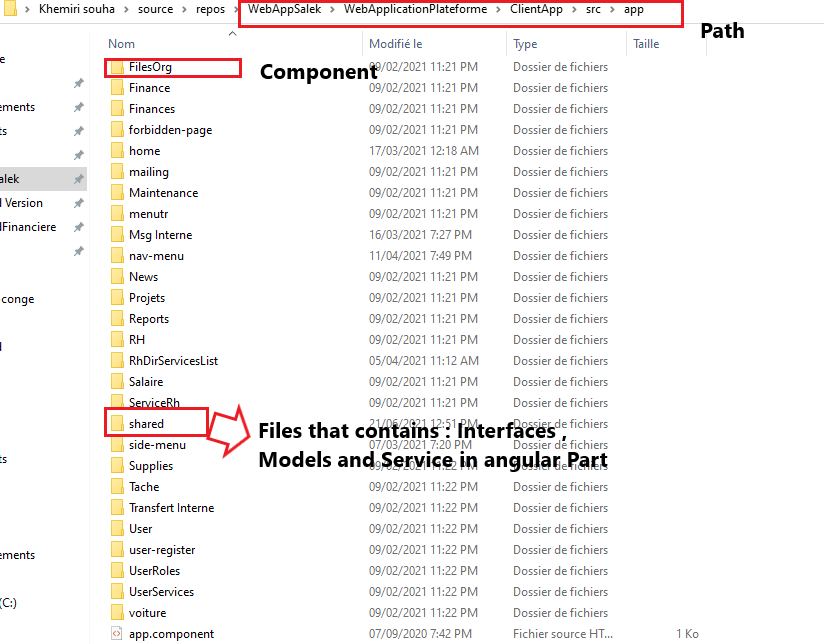 Khemiri souha > source > repos > WebAppSalek > WebApplicationPlateforme > ClientApp > src > app
Path
Nom Modifié le Type Taille
FilesOrg 09/02/2021 11:21 PM Dossier de fichiers
Component
Finance 09/02/2021 11:21 PM Dossier de fichiers
Finances 09/02/2021 11:21 PM Dossier de fichiers
forbidden-page 09/02/2021 11:21 PM Dossier de fichiers
home 17/03/2021 12:18 AM Dossier de fichiers
mailing 09/02/2021 11:21 PM Dossier de fichiers
Maintenance 09/02/2021 11:21 PM Dossier de fichiers
menutr 09/02/2021 11:21 PM Dossier de fichiers
Msg Interne 16/03/2021 7:27 PM Dossier de fichiers
nav-menu 11/04/2021 7:49 PM Dossier de fichiers
News 09/02/2021 11:21 PM Dossier de fichiers
Projets 09/02/2021 11:21 PM Dossier de fichiers
Reports 09/02/2021 11:21 PM Dossier de fichiers
RH 09/02/2021 11:21 PM Dossier de fichiers
RhDirServicesList 05/04/2021 11:12 AM Dossier de fichiers
Salaire 09/02/2021 11:21 PM Dossier de fichiers
ServiceRh 09/02/2021 11:21 PM Dossier de fichiers
shared 21/06/2021 12:51 PM Dossier de fichiers
Files that contains : Interfaces ,
Models and Service in angular Part
side-menu 07/03/2021 7:20 PM Dossier de fichiers
Supplies 09/02/2021 11:22 PM Dossier de fichiers
Tache 09/02/2021 11:22 PM Dossier de fichiers
Transfert Interne 09/02/2021 11:22 PM Dossier de fichiers
User 09/02/2021 11:22 PM Dossier de fichiers
user-register 09/02/2021 11:22 PM Dossier de fichiers
UserRoles 09/02/2021 11:22 PM Dossier de fichiers
UserServices 09/02/2021 11:22 PM Dossier de fichiers
voiture 09/02/2021 11:22 PM Dossier de fichiers
app.component 07/09/2020 7:42 PM Fichier source HT... 1 Ko
e
ements
ts
alek
l Version
lFinanciere
conge
ts
ements
(C:)